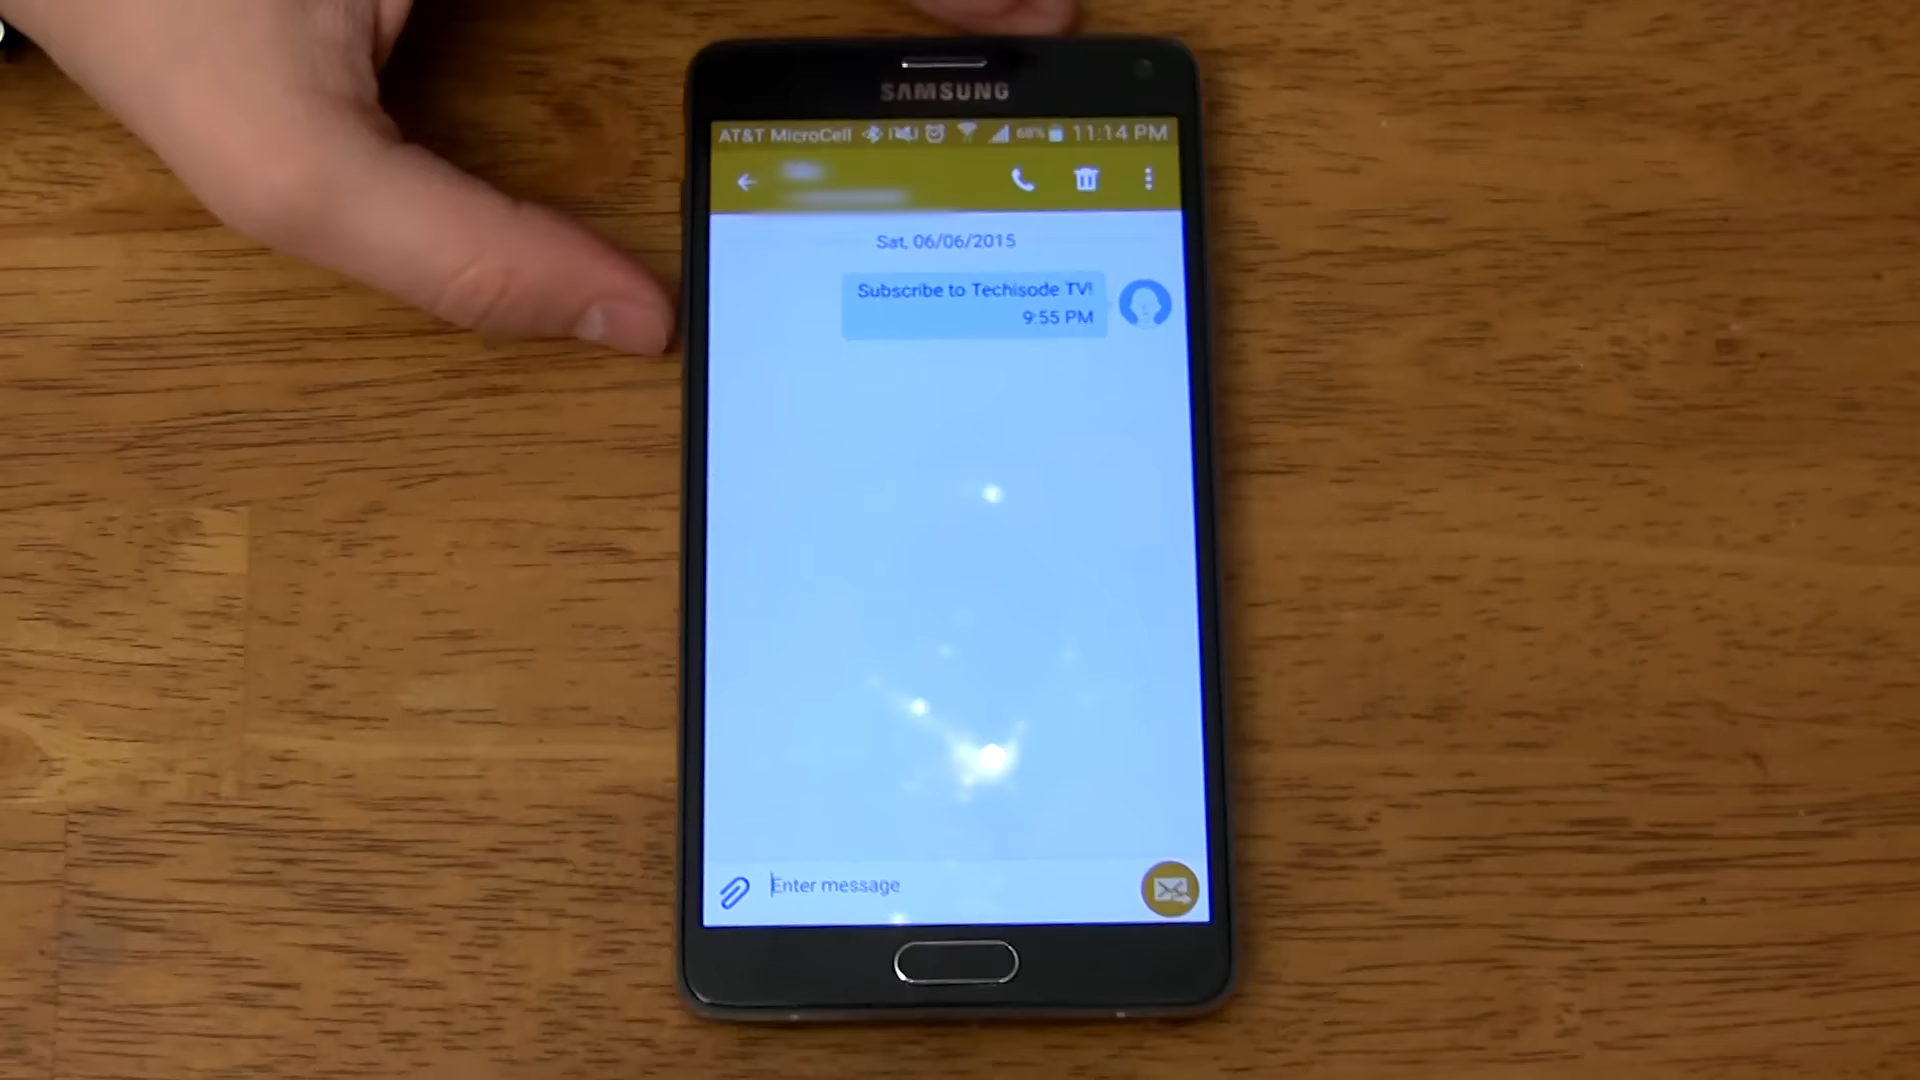 SAMSUNG
AT&T MicroCell 68% 11:14 PM
Sat, 06/06/2015
Subscribe to Techisode TV!
9:55 PM
Enter message